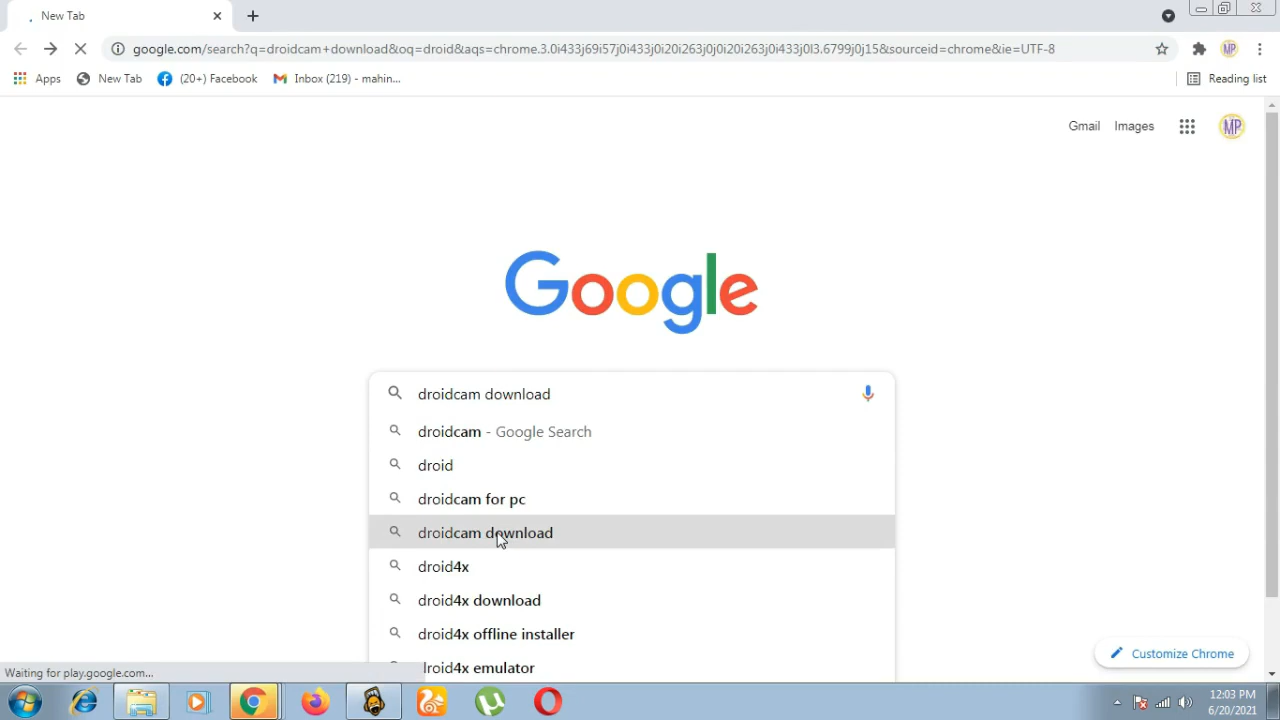 New Tab
google.com/search?q=droidcam+download&oq=droid&aqs=chrome.3.0i433j69i57j0i433j0i20i263j0j0i20i263j0i433j0l3.6799j0j15&sourceid=chrome&ie=UTF-8
MP
Apps New Tab (20+) Facebook Inbox (219) - mahin... Reading list
Gmail Images MP
Google
droidcam download
droidcam - Google Search
droid
droidcam for pc
droidcam download
droid4x
droid4x download
droid4x offline installer
droid4x emulator
Customize Chrome
Waiting for play.google.com...
12:03 PM
6/20/2021